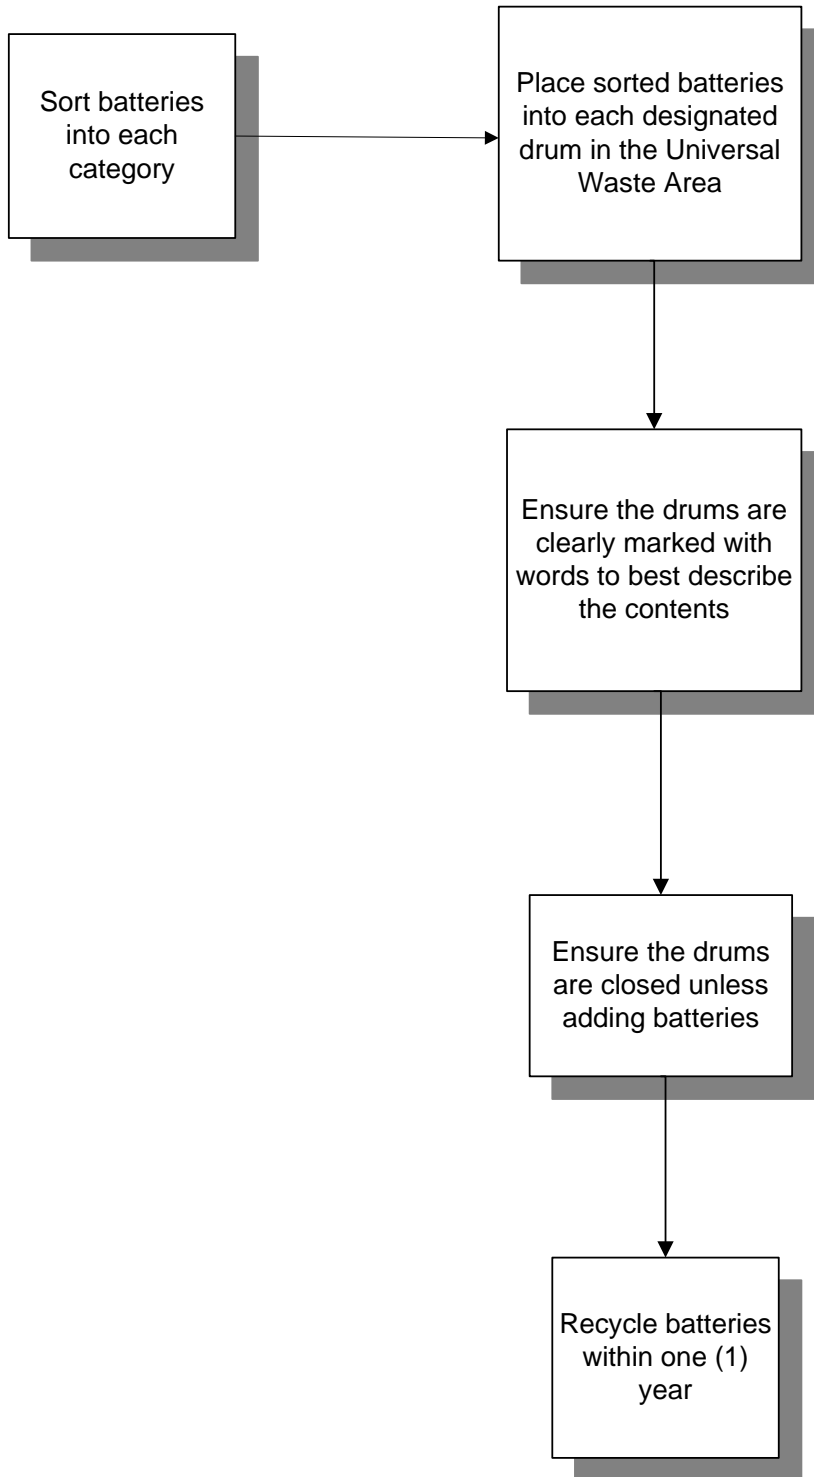 Sort batteries
into each
category
Place sorted batteries
into each designated
drum in the Universal
Waste Area
Ensure the drums are
clearly marked with
words to best describe
the contents
Ensure the drums
are closed unless
adding batteries
Recycle batteries
within one (1)
year